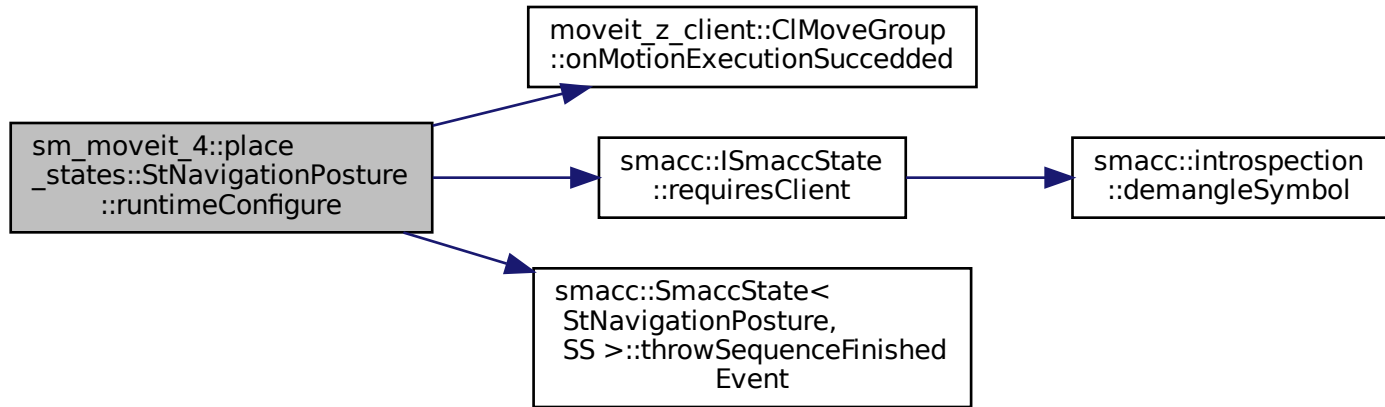 moveit_z_client::ClMoveGroup
::onMotionExecutionSuccedded
sm_moveit_4::place
_states::StNavigationPosture
::runtimeConfigure
smacc::ISmaccState
::requiresClient
smacc::introspection
::demangleSymbol
smacc::SmaccState<
StNavigationPosture,
SS >::throwSequenceFinished
Event